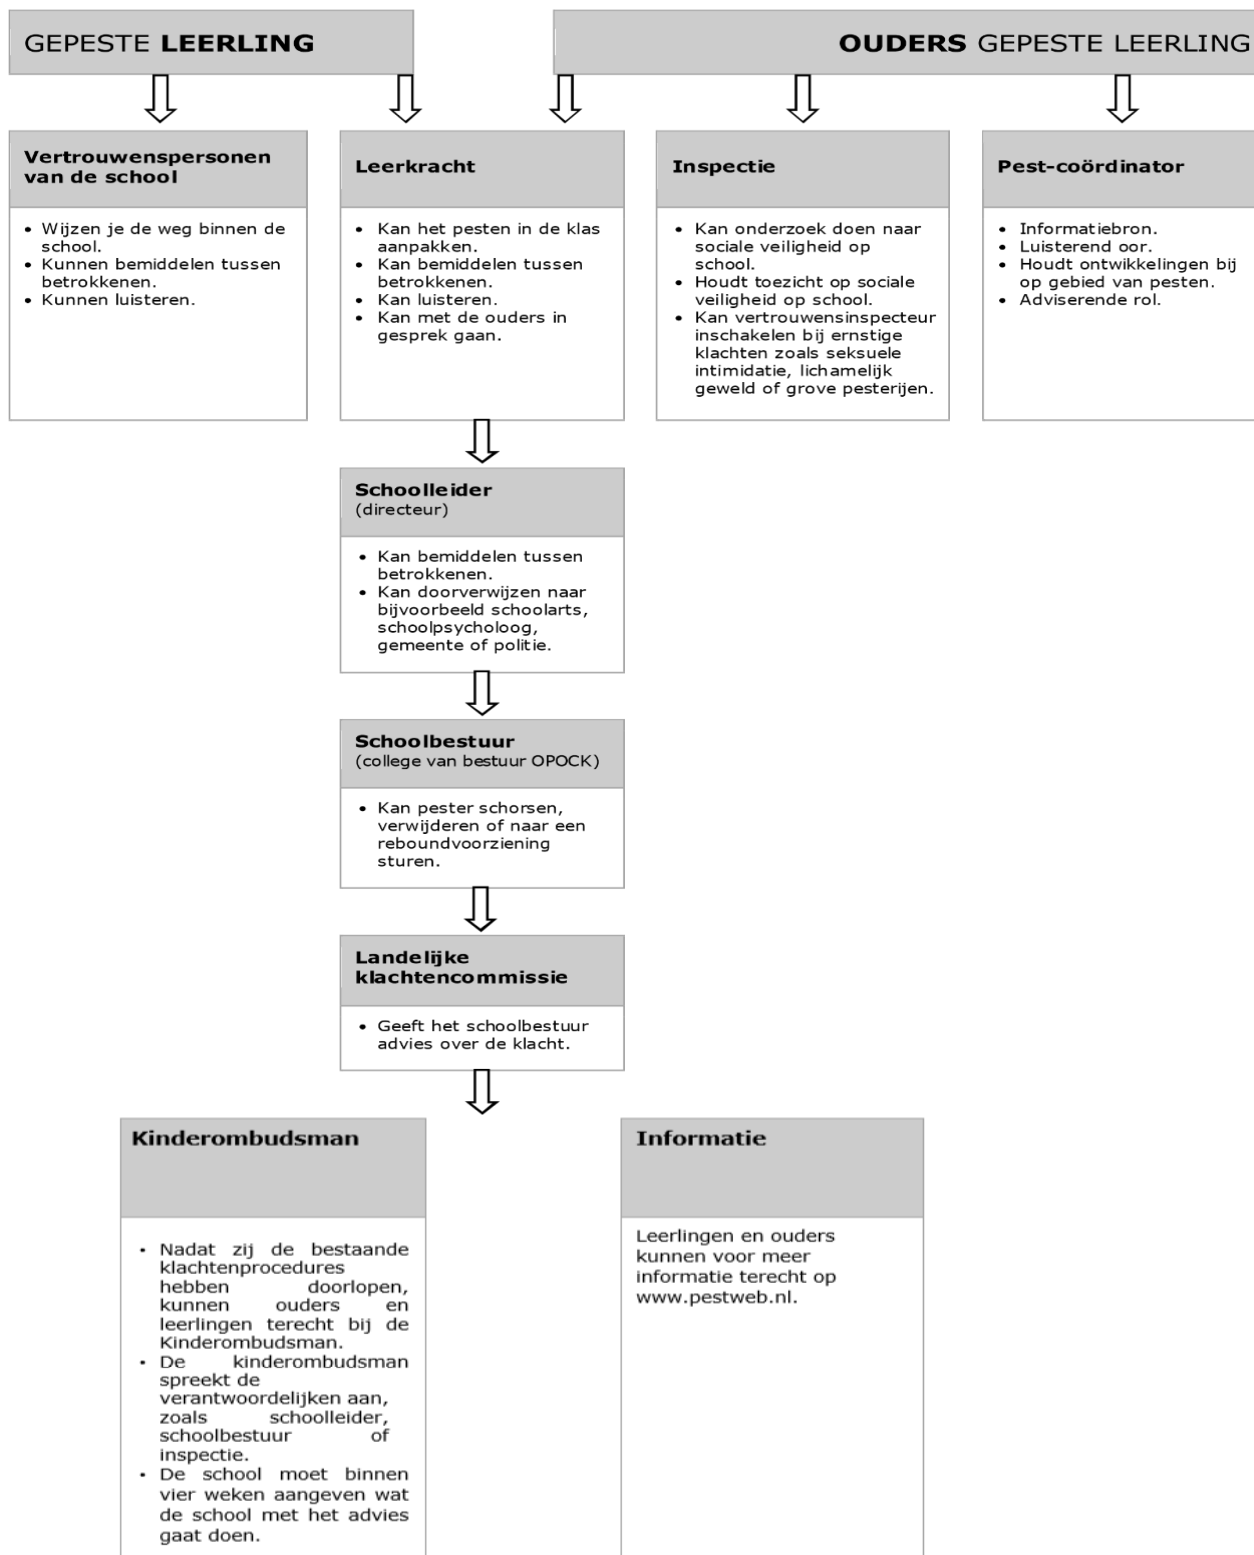 GEPESTE LEERLING
OUDERS GEPESTE LEERLING
Vertrouwenspersonen
van de school
• Wijzen je de weg binnen de
school.
• Kunnen bemiddelen tussen
betrokkenen.
• Kunnen luisteren.
Leerkracht
• Kan het pesten in de klas
aanpakken.
• Kan bemiddelen tussen
betrokkenen.
• Kan luisteren.
• Kan met de ouders in
gesprek gaan.
Inspectie
• Kan onderzoek doen naar
sociale veiligheid op
school.
• Houdt toezicht op sociale
veiligheid op school.
• Kan vertrouwensinspecteur
inschakelen bij ernstige
klachten zoals seksuele
intimidatie, lichamelijk
geweld of grove pesterijen.
Pest-coördinator
• Informatiebron.
• Luisterend oor.
• Houdt ontwikkelingen bij
op gebied van pesten.
• Adviserende rol.
Schoolleider
(directeur)
• Kan bemiddelen tussen
betrokkenen.
• Kan doorverwijzen naar
bijvoorbeeld schoolarts,
schoolpsycholoog,
gemeente of politie.
Schoolbestuur
(college van bestuur OPOCK)
• Kan pester schorsen,
verwijderen of naar een
reboundvoorziening
sturen.
Landelijke
klachtencommissie
• Geeft het schoolbestuur
advies over de klacht.
Kinderombudsman
• Nadat zij de bestaande
klachtenprocedures
hebben doorlopen,
kunnen ouders en
leerlingen terecht bij de
Kinderombudsman.
• De kinderombudsman
spreekt de
verantwoordelijken aan,
zoals schoolleider,
schoolbestuur of
inspectie.
• De school moet binnen
vier weken aangeven wat
de school met het advies
gaat doen.
Informatie
Leerlingen en ouders
kunnen voor meer
informatie terecht op
www.pestweb.nl.